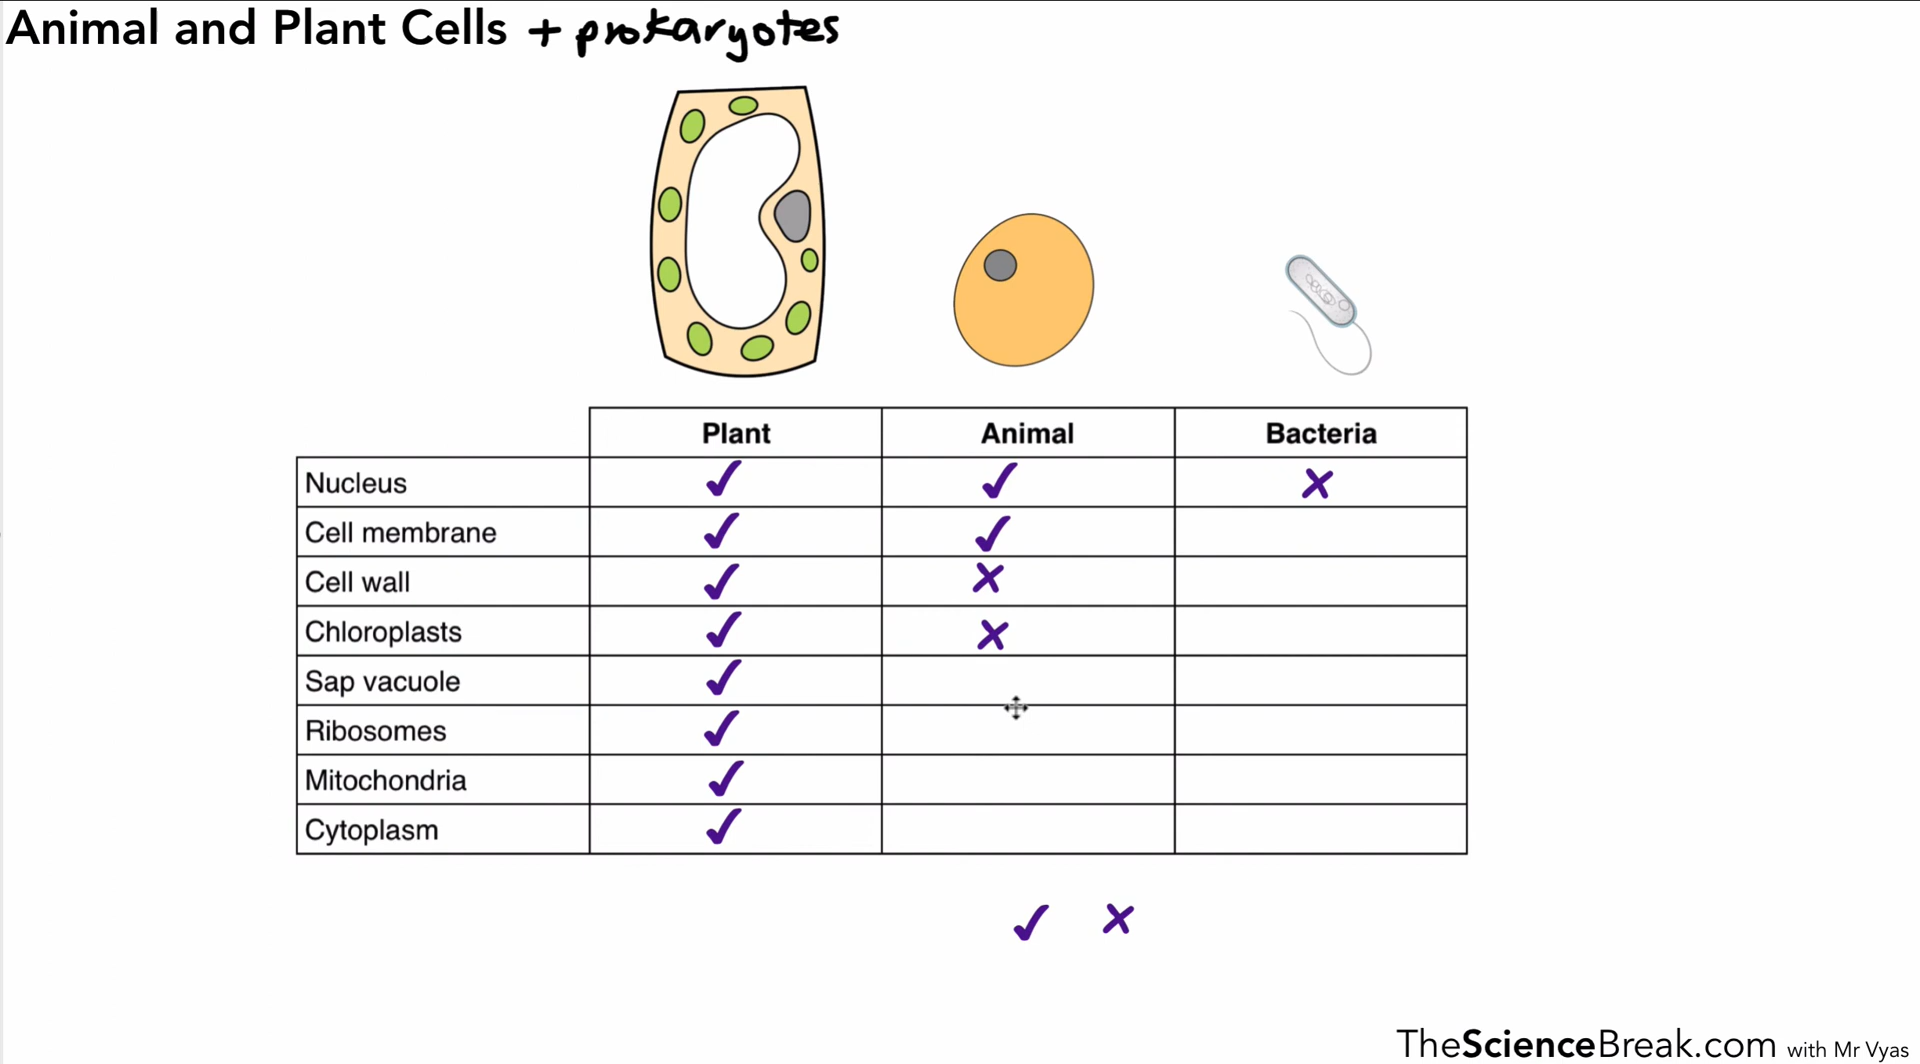 Animal and Plant Cells + prokaryotes
Plant Animal Bacteria
Nucleus ✓ ✓ ✗
Cell membrane ✓ ✓
Cell wall ✓ ✗
Chloroplasts ✓ ✗
Sap vacuole ✓
Ribosomes ✓
Mitochondria ✓
Cytoplasm ✓
✓ ✗
TheScienceBreak.com with Mr Vyas